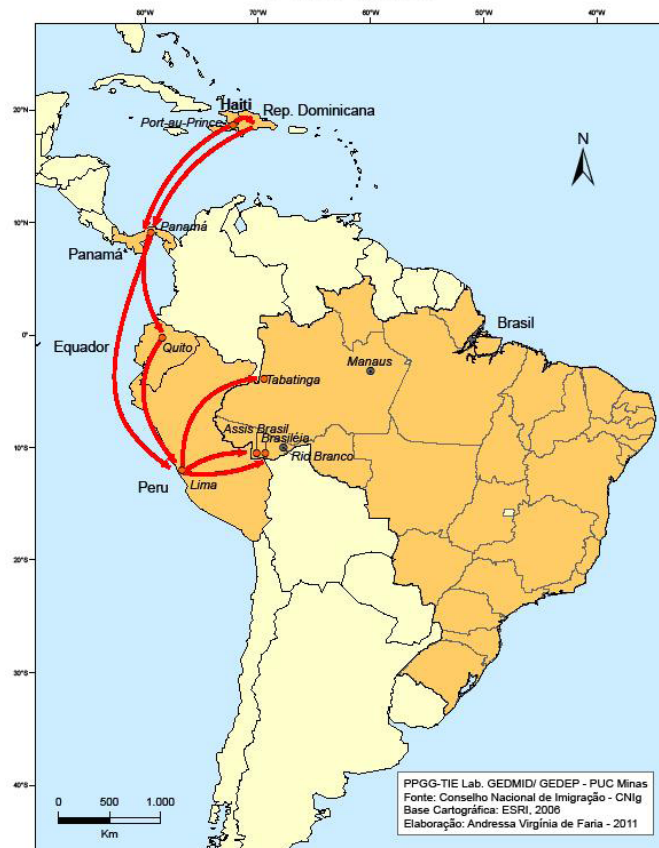 80°W 70°W 60°W 50°W 40°W
20°N
Haiti
Rep. Dominicana
Port-au-Prince
N
10°N
Panamá
Panamá
0°
Equador
Quito
Brasil
Manaus
Tabatinga
Assis Brasil
Brasiléia
10°S
Rio Branco
Lima
Peru
20°S
30°S
40°S
0 500 1.000
Km
PPGG-TIE Lab. GEDMID/ GEDEP - PUC Minas
Fonte: Conselho Nacional de Imigração - CNIg
Base Cartográfica: ESRI, 2006
Elaboração: Andressa Virgínia de Faria - 2011